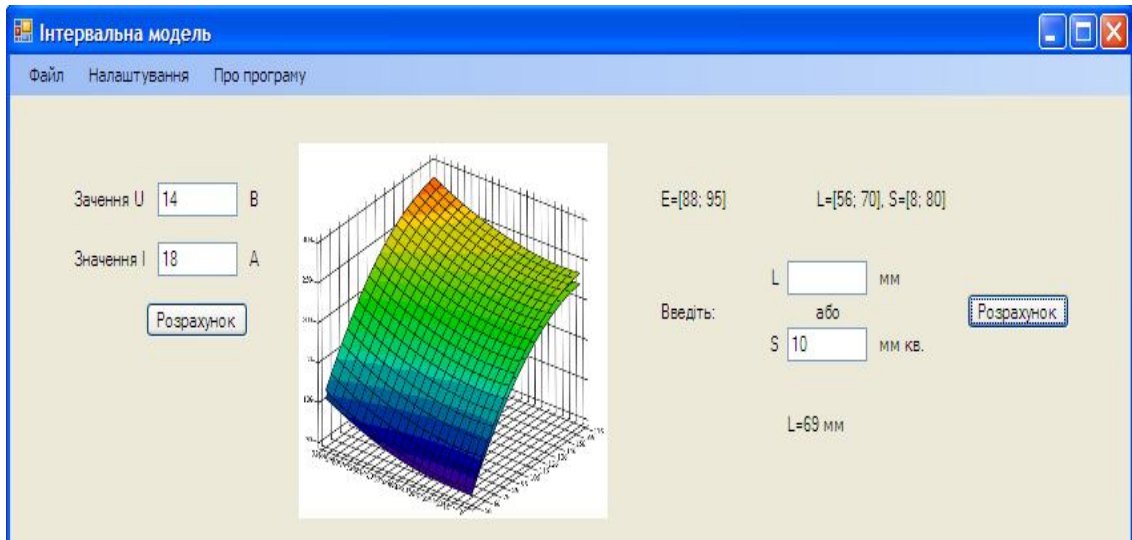 Інтервальна модель
Файл Налаштування Про програму
Зачення U 14 В
Значення I 18 А
Розрахунок
E=[88; 95] L=[56; 70], S=[8; 80]
L мм
Введіть: або Розрахунок
S 10 мм кв.
L=69 мм